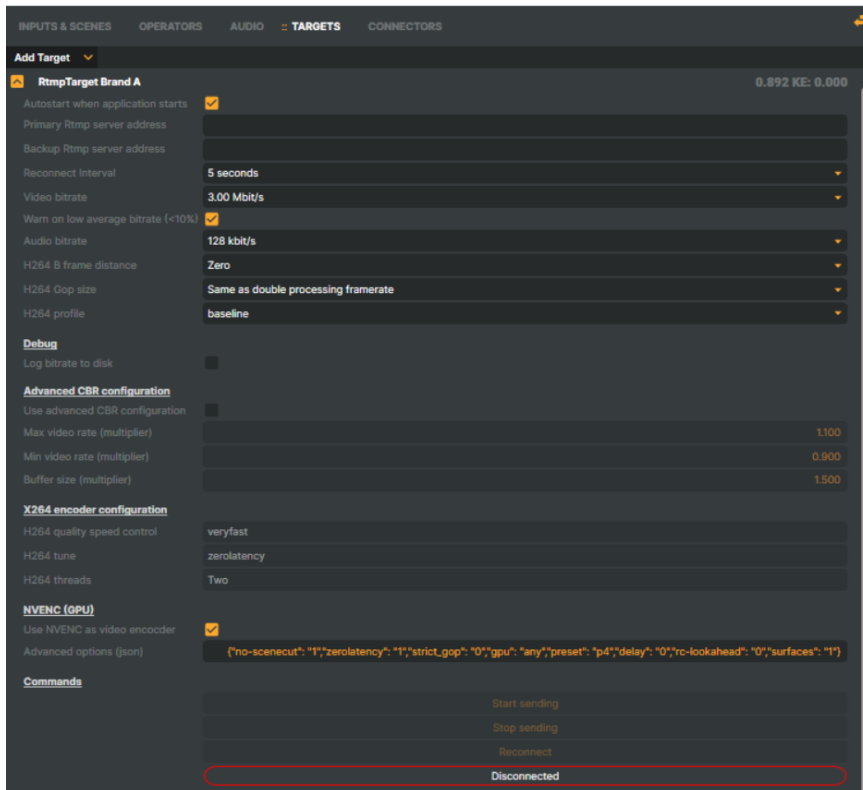 INPUTS & SCENES OPERATORS AUDIO :: TARGETS CONNECTORS
Add Target
RtmpTarget Brand A 0.892 KE: 0.000
Autostart when application starts
Primary Rtmp server address
Backup Rtmp server address
Reconnect Interval 5 seconds
Video bitrate 3.00 Mbit/s
Warn on low average bitrate (<10%)
Audio bitrate 128 kbit/s
H264 B frame distance Zero
H264 Gop size Same as double processing framerate
H264 profile baseline
Debug
Log bitrate to disk
Advanced CBR configuration
Use advanced CBR configuration
Max video rate (multiplier) 1.100
Min video rate (multiplier) 0.900
Buffer size (multiplier) 1.500
X264 encoder configuration
H264 quality speed control veryfast
H264 tune zerolatency
H264 threads Two
NVENC (GPU)
Use NVENC as video encocder
Advanced options (json) {"no-scenecut": "1","zerolatency": "1","strict_gop": "0","gpu": "any","preset": "p4","delay": "0","rc-lookahead": "0","surfaces": "1"}
Commands
Start sending
Stop sending
Reconnect
Disconnected